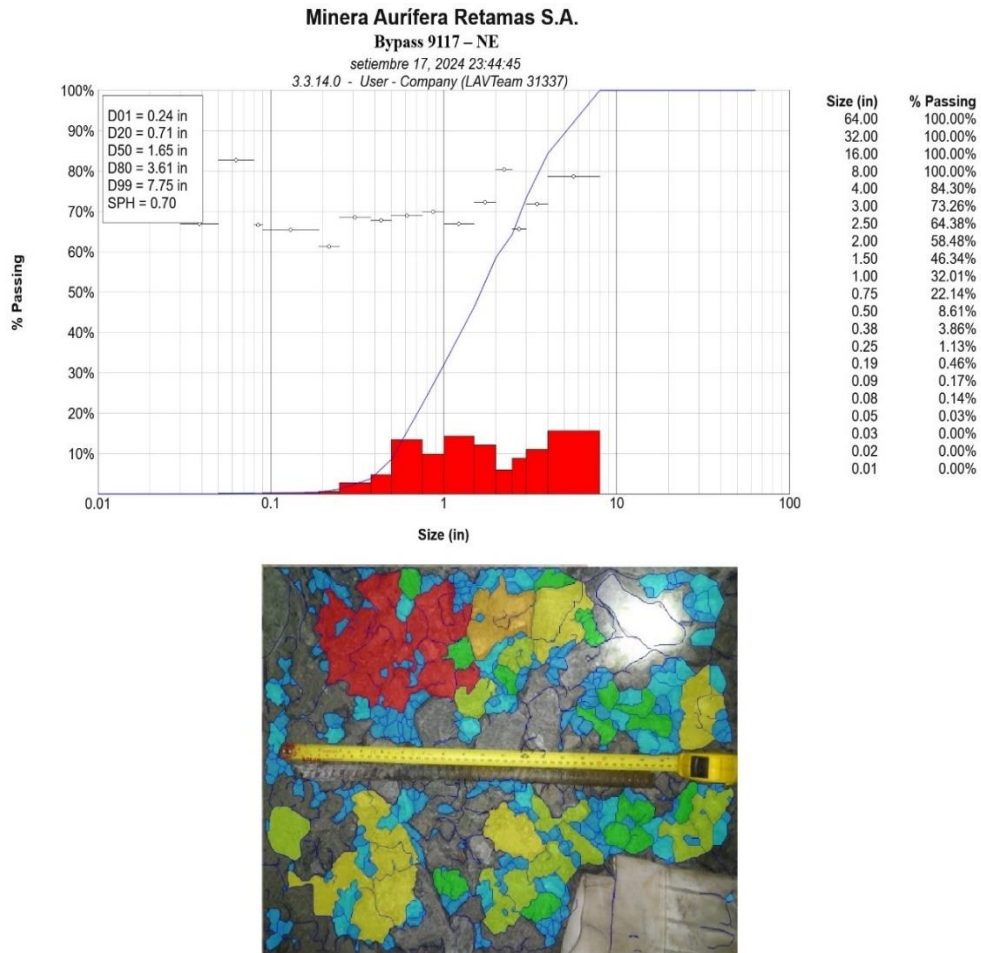 Minera Aurífera Retamas S.A.
Bypass 9117 – NE
setiembre 17, 2024 23:44:45
3.3.14.0 - User - Company (LAVTeam 31337)
100%
90%
80%
70%
60%
50%
40%
30%
20%
10%
% Passing
D01 = 0.24 in
D20 = 0.71 in
D50 = 1.65 in
D80 = 3.61 in
D99 = 7.75 in
SPH = 0.70
0.01 0.1 1 10 100
Size (in)
Size (in) % Passing
64.00 100.00%
32.00 100.00%
16.00 100.00%
8.00 100.00%
4.00 84.30%
3.00 73.26%
2.50 64.38%
2.00 58.48%
1.50 46.34%
1.00 32.01%
0.75 22.14%
0.50 8.61%
0.38 3.86%
0.25 1.13%
0.19 0.46%
0.09 0.17%
0.08 0.14%
0.05 0.03%
0.03 0.00%
0.02 0.00%
0.01 0.00%